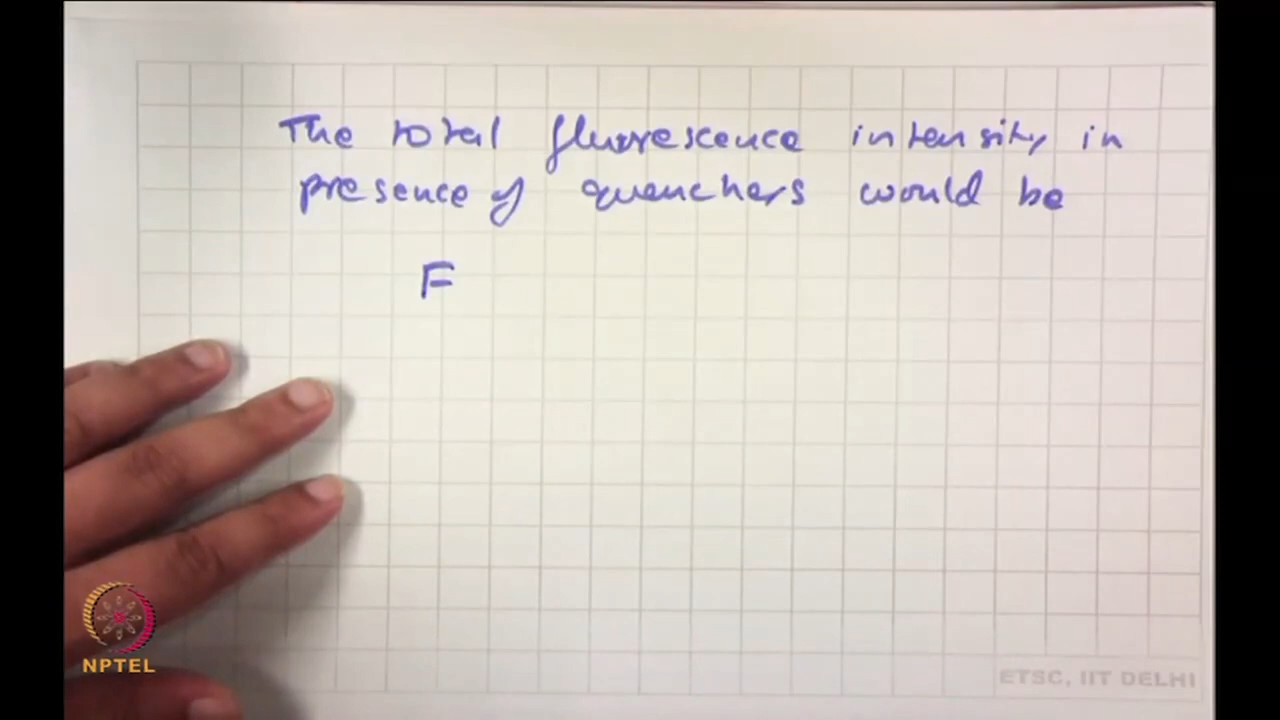 The total fluorescence intensity in
presence of quenchers would be
F
NPTEL
ETSC, IIT DELHI